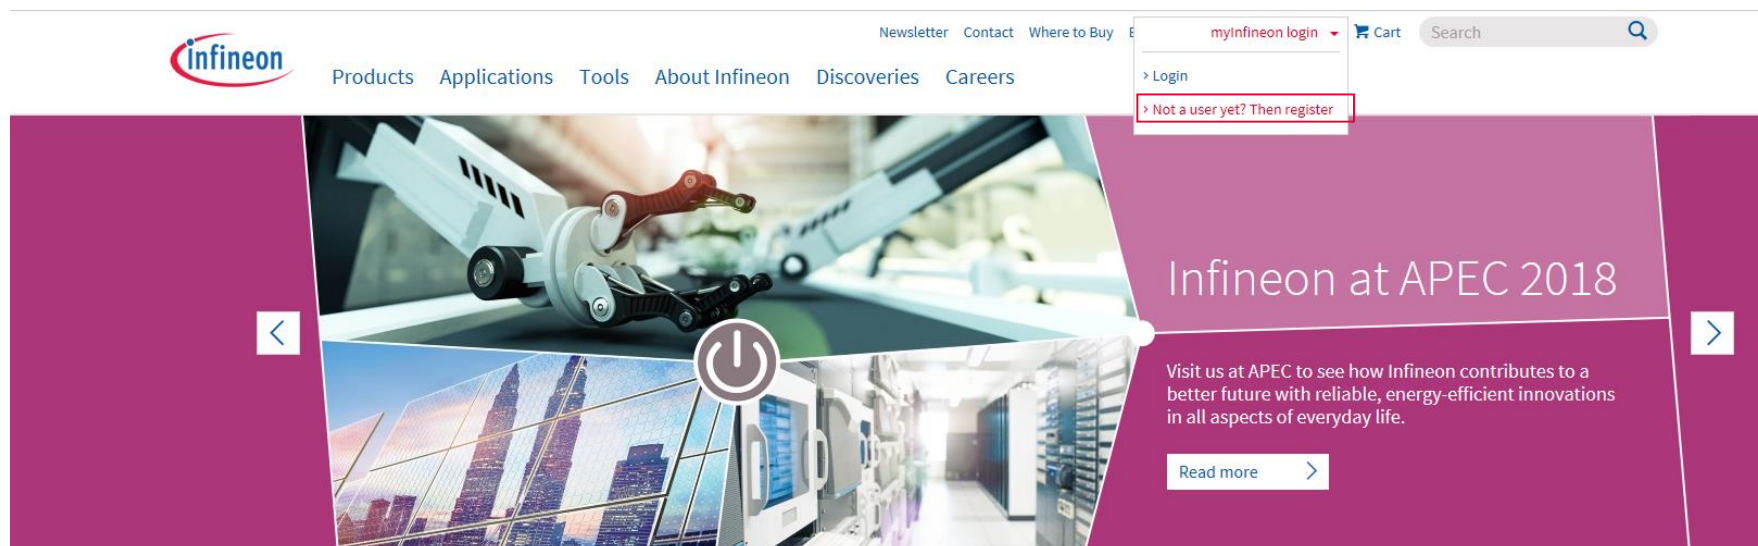 Newsletter Contact Where to Buy
myInfineon login
Cart
Search
infineon
Products Applications Tools About Infineon Discoveries Careers
> Login
> Not a user yet? Then register
Infineon at APEC 2018
Visit us at APEC to see how Infineon contributes to a
better future with reliable, energy-efficient innovations
in all aspects of everyday life.
Read more